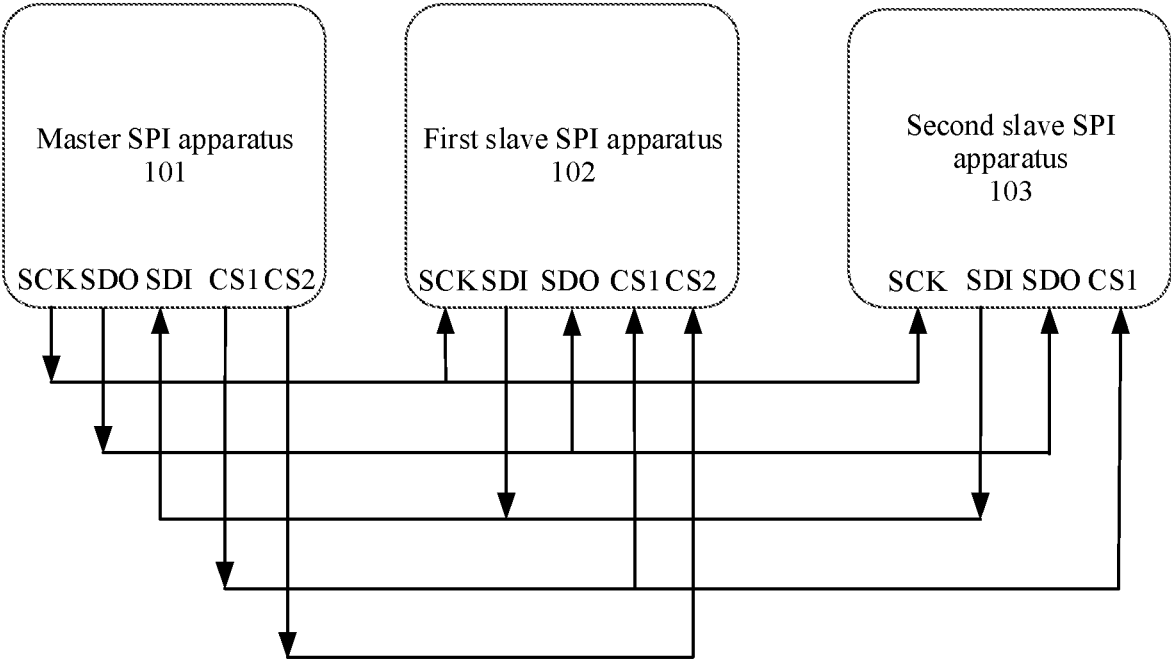 Master SPI apparatus
101
First slave SPI apparatus
102
Second slave SPI
apparatus
103
SCK SDO SDI CS1 CS2
SCK SDI SDO CS1 CS2
SCK SDI SDO CS1